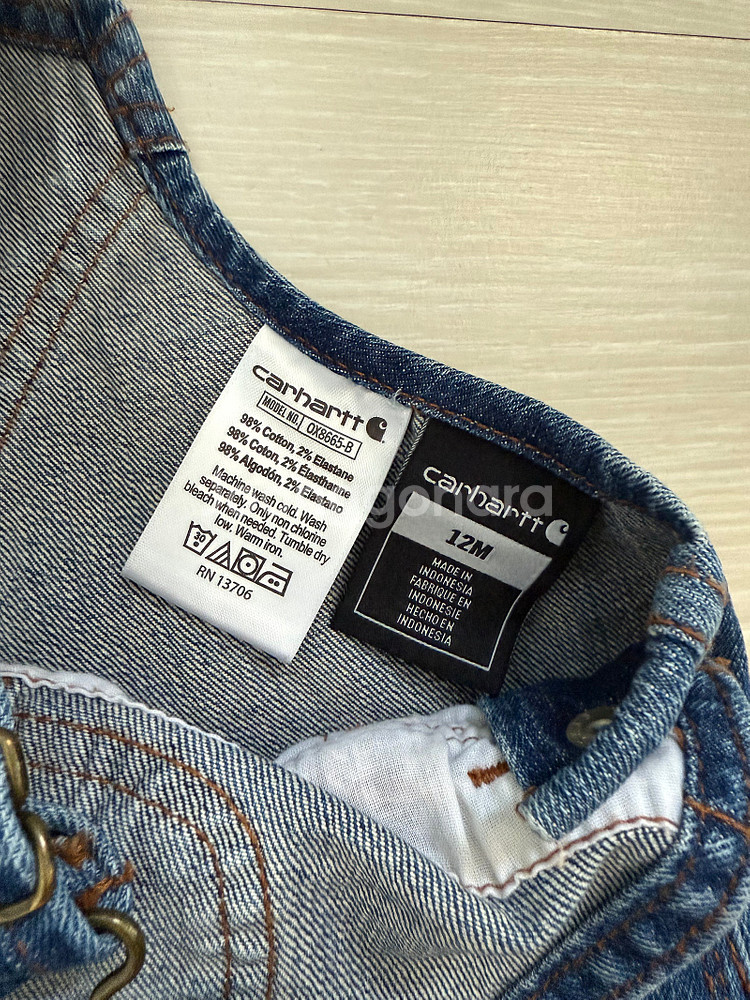 carhartt
MODEL NO. OX8665-B
98% Cotton, 2% Elastane
98% Coton, 2% Élasthanne
98% Algodón, 2% Elastano
Machine wash cold. Wash
separately. Only non chlorine
bleach when needed. Tumble dry
low. Warm iron.
30
RN 13706
carhartt
12M
MADE IN
INDONESIA
FABRIQUE EN
INDONESIE
HECHO EN
INDONESIA